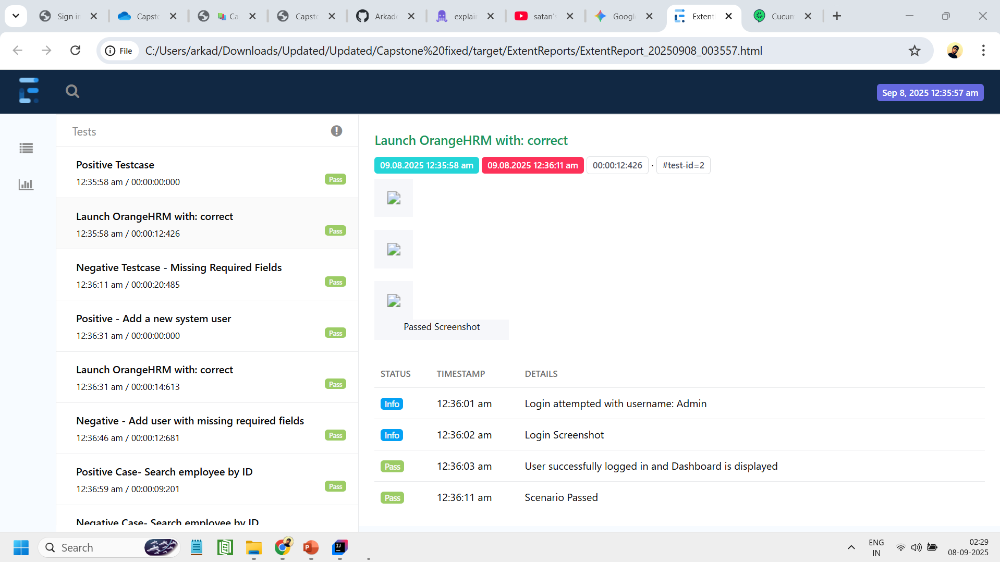 Sign in
Capsto
Ca
Capsto
Arkade
explain
satan's
Google
Extent
Cucum
File
C:/Users/arkad/Downloads/Updated/Updated/Capstone%20fixed/target/ExtentReports/ExtentReport_20250908_003557.html
Sep 8, 2025 12:35:57 am
Tests
Positive Testcase
12:35:58 am / 00:00:00:000
Pass
Launch OrangeHRM with: correct
12:35:58 am / 00:00:12:426
Pass
Negative Testcase - Missing Required Fields
12:36:11 am / 00:00:20:485
Pass
Positive - Add a new system user
12:36:31 am / 00:00:00:000
Pass
Launch OrangeHRM with: correct
12:36:31 am / 00:00:14:613
Pass
Negative - Add user with missing required fields
12:36:46 am / 00:00:12:681
Pass
Positive Case- Search employee by ID
12:36:59 am / 00:00:09:201
Pass
Negative Case- Search employee by ID
Launch OrangeHRM with: correct
09.08.2025 12:35:58 am 09.08.2025 12:36:11 am 00:00:12:426 · #test-id=2
Passed Screenshot
STATUS TIMESTAMP DETAILS
Info 12:36:01 am Login attempted with username: Admin
Info 12:36:02 am Login Screenshot
Pass 12:36:03 am User successfully logged in and Dashboard is displayed
Pass 12:36:11 am Scenario Passed
Search
ENG
IN
02:29
08-09-2025